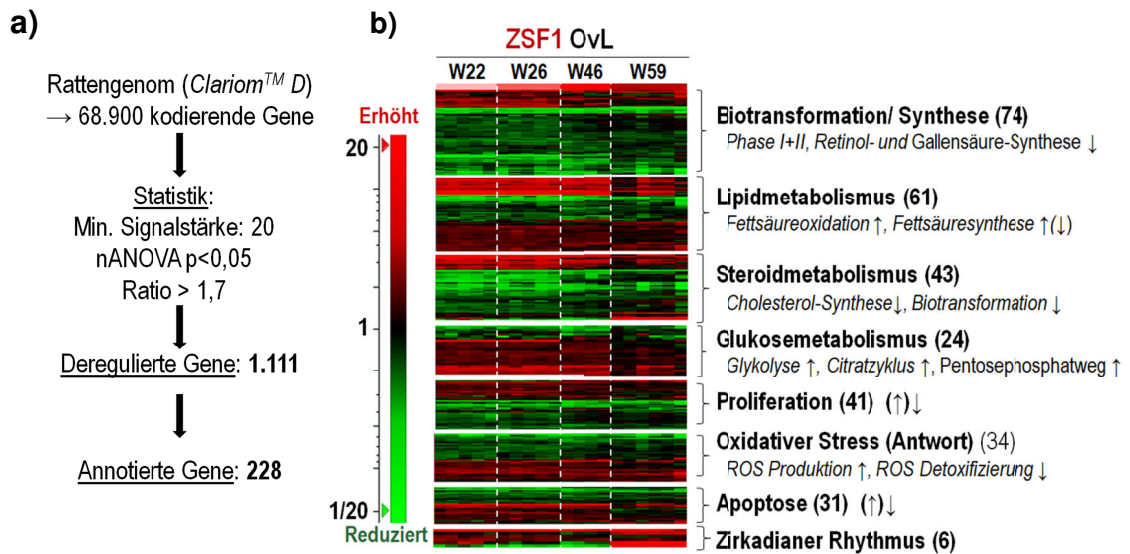 a)
Rattengenom (Clariom™ D)
→ 68.900 kodierende Gene
Statistik:
Min. Signalstärke: 20
nANOVA p<0,05
Ratio > 1,7
Deregulierte Gene: 1.111
Annotierte Gene: 228
b)
ZSF1 OvL
W22 W26 W46 W59
Erhöht
20
1
1/20
Reduziert
Biotransformation/ Synthese (74)
Phase I+II, Retinol- und Gallensäure-Synthese ↓
Lipidmetabolismus (61)
Fettsäureoxidation ↑, Fettsäuresynthese ↑(↓)
Steroidmetabolismus (43)
Cholesterol-Synthese↓, Biotransformation ↓
Glukosemetabolismus (24)
Glykolyse ↑, Citratzyklus ↑, Pentosephosphatweg ↑
Proliferation (41) (↑)↓
Oxidativer Stress (Antwort) (34)
ROS Produktion ↑, ROS Detoxifizierung ↓
Apoptose (31) (↑)↓
Zirkadianer Rhythmus (6)